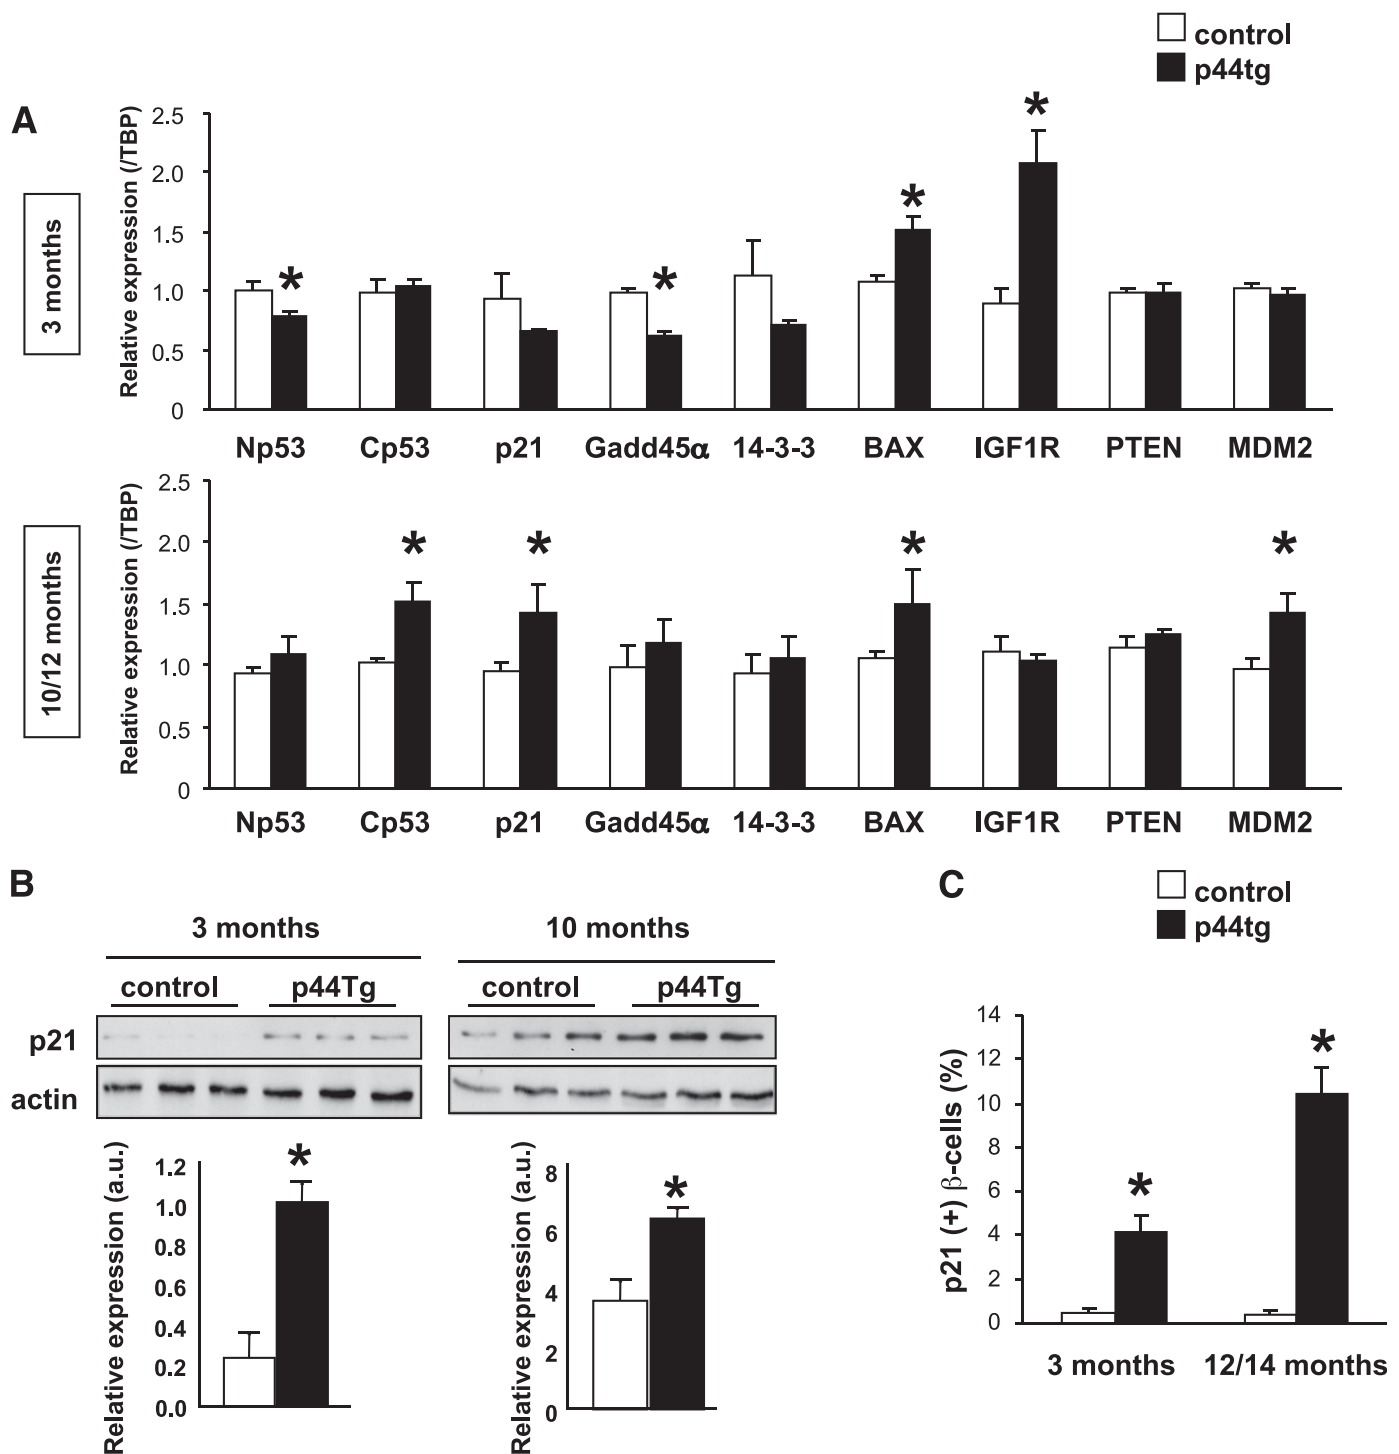 control
p44tg
A
3 months
Relative expression (/TBP)
2.5
2.0
1.5
1.0
0.5
0
*
*
*
*
Np53 Cp53 p21 Gadd45α 14-3-3 BAX IGF1R PTEN MDM2
10/12 months
Relative expression (/TBP)
2.5
2.0
1.5
1.0
0.5
0
* * * *
Np53 Cp53 p21 Gadd45α 14-3-3 BAX IGF1R PTEN MDM2
B
3 months 10 months
control p44Tg control p44Tg
p21
actin
Relative expression (a.u.)
1.2
1.0
0.8
0.6
0.4
0.2
0.0
*
Relative expression (a.u.)
8
6
4
2
0
*
C
control
p44tg
p21 (+) β-cells (%)
14
12
10
8
6
4
2
0
*
*
3 months 12/14 months